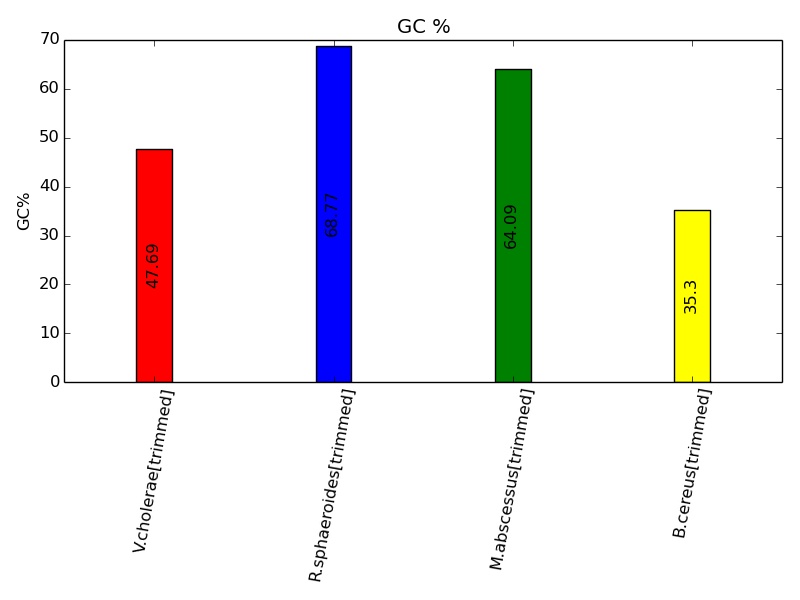 GC %
GC%
70
60
50
40
30
20
10
0
47.69
68.77
64.09
35.3
V.cholerae[trimmed]
R.sphaeroides[trimmed]
M.abscessus[trimmed]
B.cereus[trimmed]